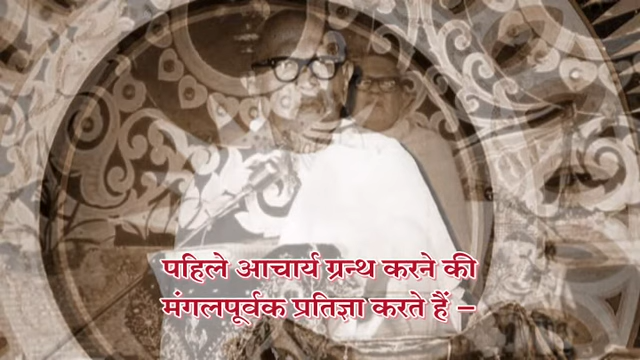 पहिले आचार्य ग्रन्थ करने की
मंगलपूर्वक प्रतिज्ञा करते हैं –